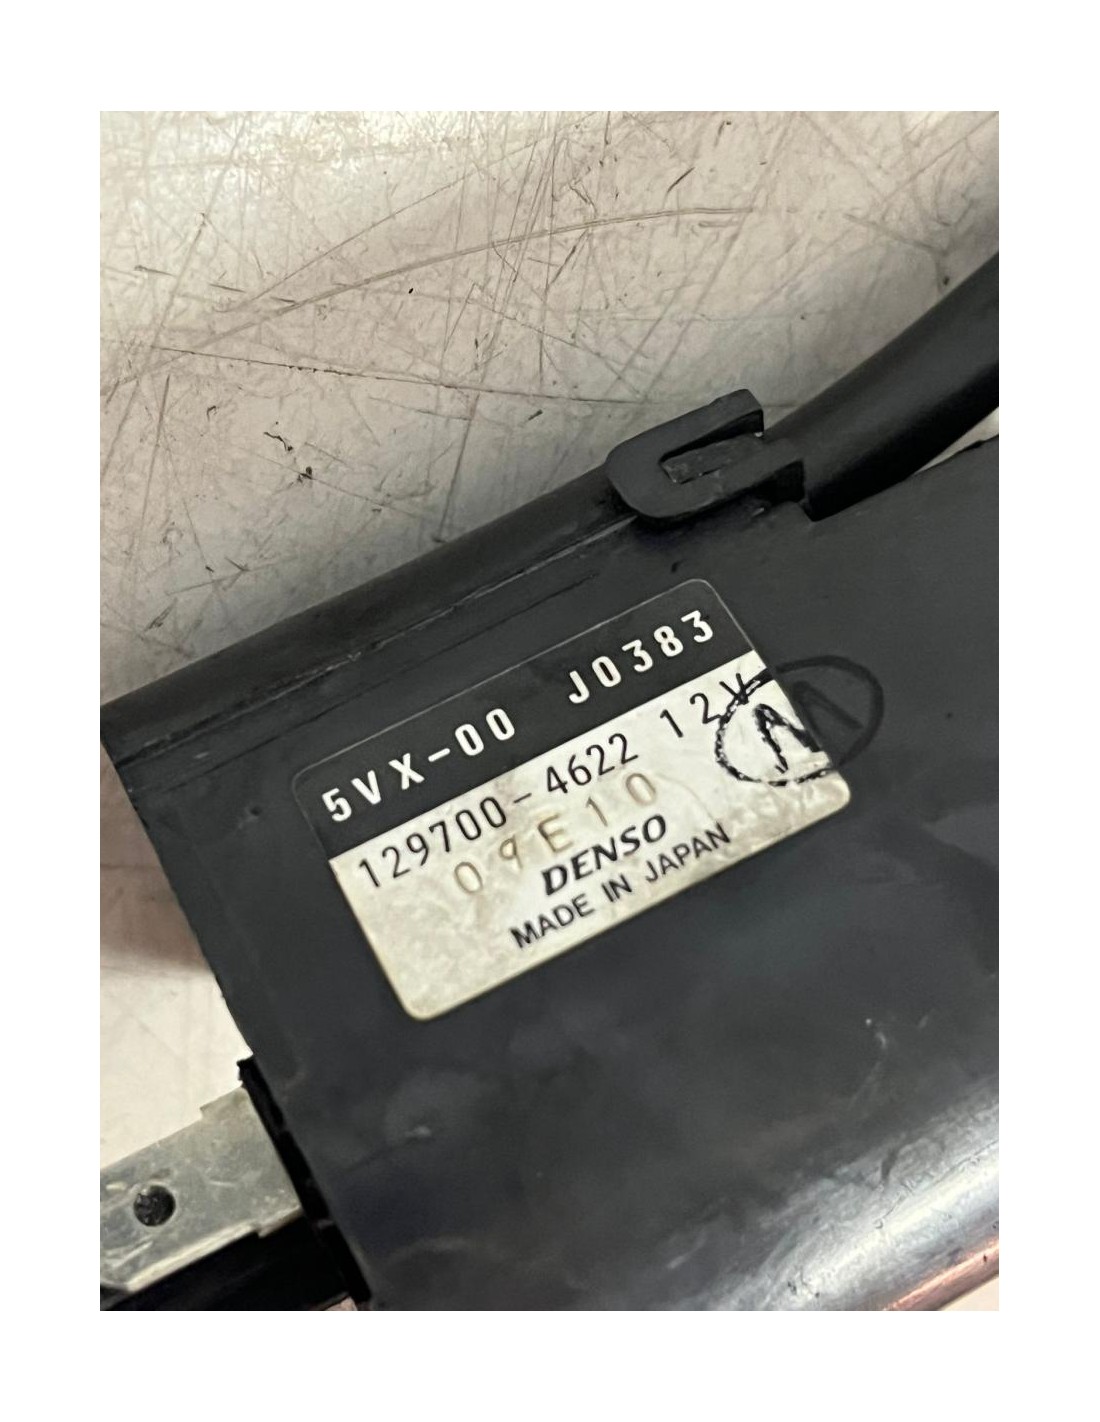 5VX-00 J0383
129700-4622 12V
09E10
DENSO
MADE IN JAPAN